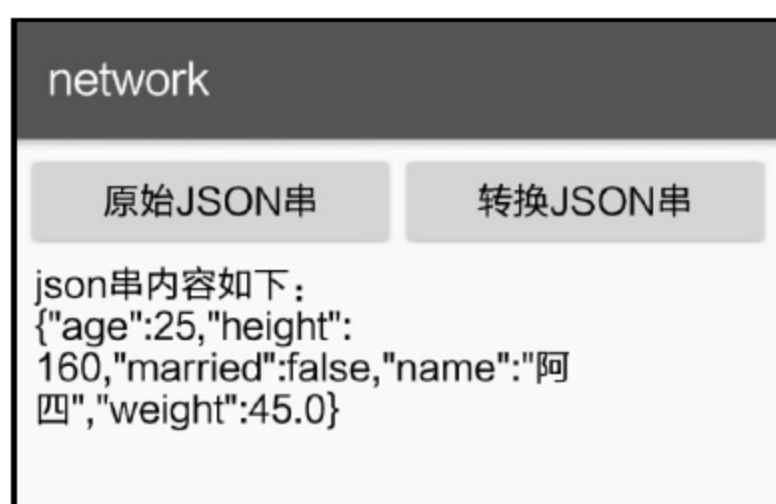 network
原始JSON串
转换JSON串
json串内容如下：
{"age":25,"height":
160,"married":false,"name":"阿
四","weight":45.0}